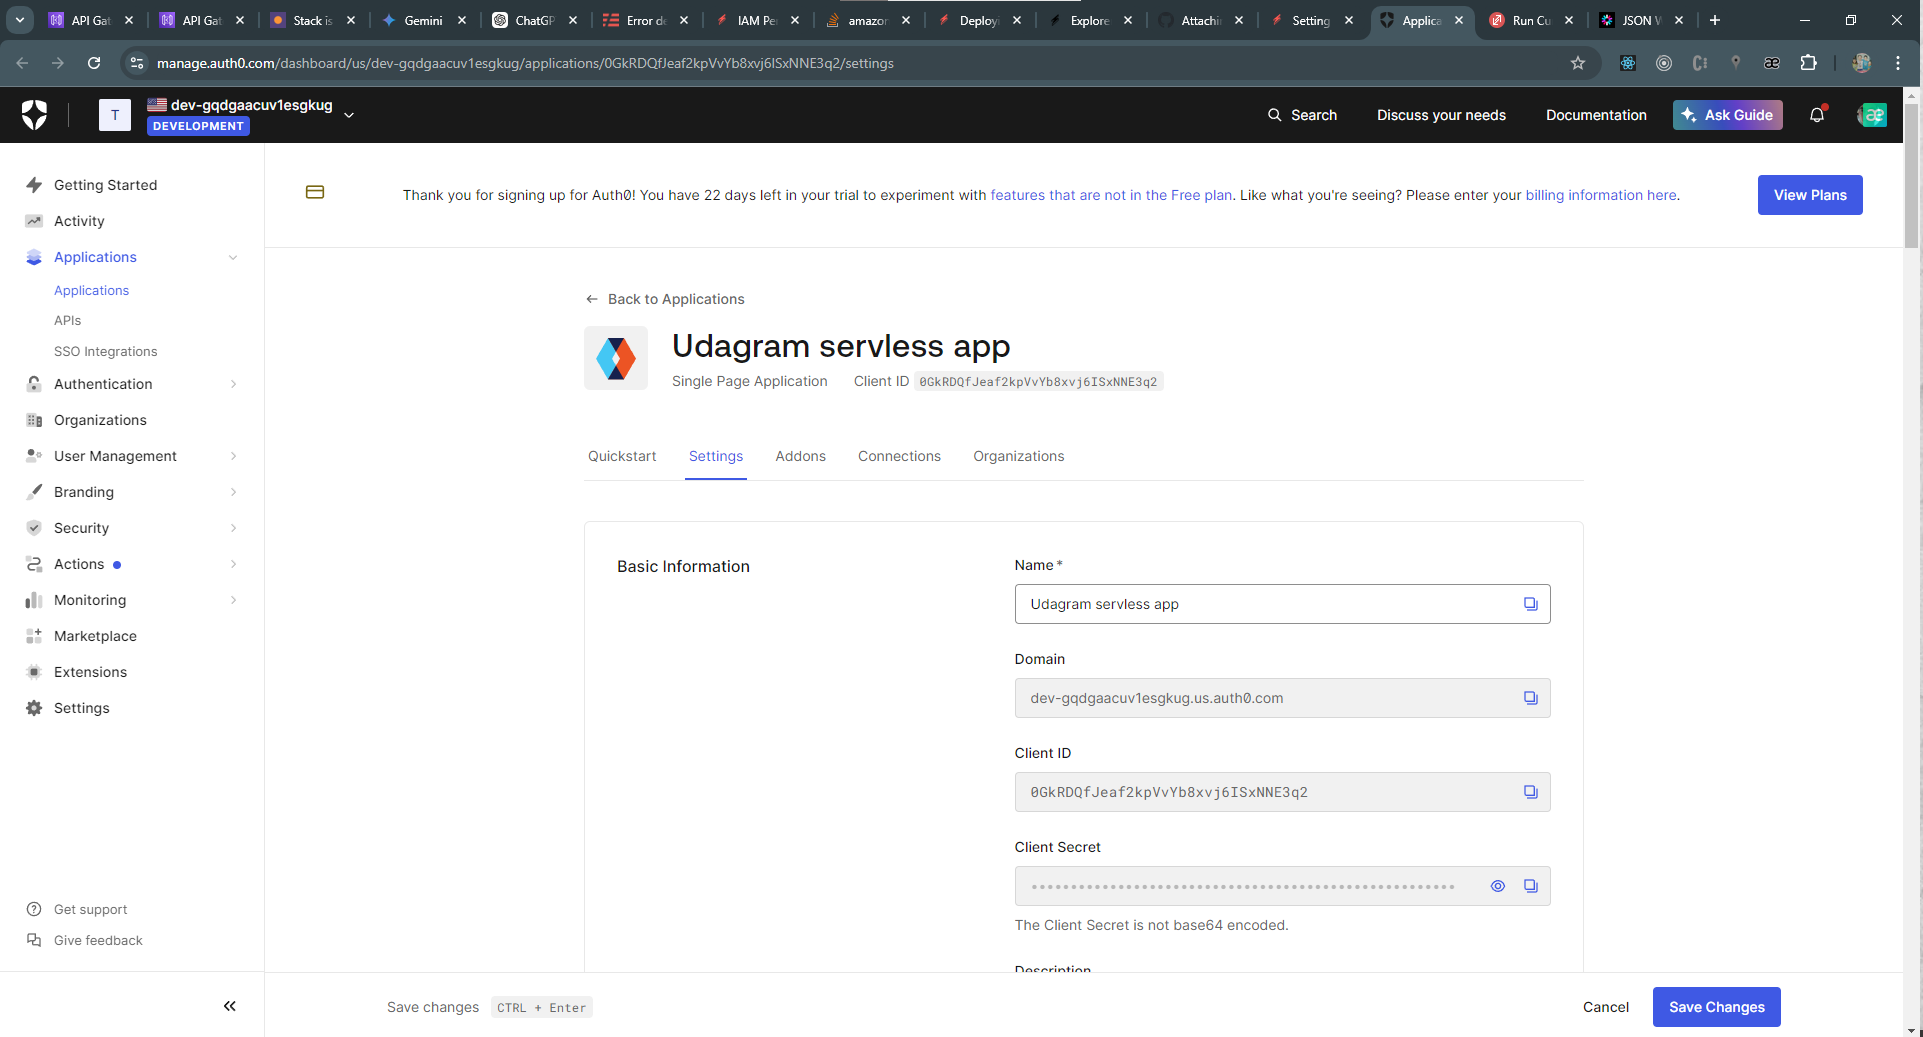 API Gat
API Gat
Stack is
Gemini
ChatGP
Error de
IAM Pe
amazon
Deployi
Explore
Attachi
Setting
Applica
Run Cu
JSON W
manage.auth0.com/dashboard/us/dev-gqdgaacuv1esgkug/applications/0GkRDQfJeaf2kpVvYb8xvj6ISxNNE3q2/settings
T
dev-gqdgaacuv1esgkug
DEVELOPMENT
Search
Discuss your needs
Documentation
Ask Guide
Getting Started
Activity
Applications
Applications
APIs
SSO Integrations
Authentication
Organizations
User Management
Branding
Security
Actions
Monitoring
Marketplace
Extensions
Settings
Get support
Give feedback
Thank you for signing up for Auth0! You have 22 days left in your trial to experiment with features that are not in the Free plan. Like what you're seeing? Please enter your billing information here.
View Plans
Back to Applications
Udagram servless app
Single Page Application
Client ID 0GkRDQfJeaf2kpVvYb8xvj6ISxNNE3q2
Quickstart
Settings
Addons
Connections
Organizations
Basic Information
Name*
Udagram servless app
Domain
dev-gqdgaacuv1esgkug.us.auth0.com
Client ID
0GkRDQfJeaf2kpVvYb8xvj6ISxNNE3q2
Client Secret
The Client Secret is not base64 encoded.
Description
Save changes CTRL + Enter
Cancel
Save Changes